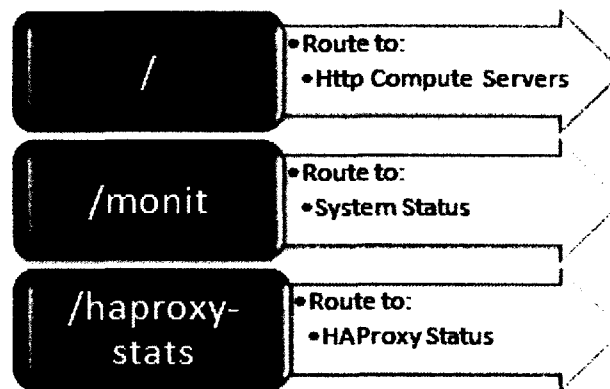 /
•Route to:
•Http Compute Servers
/monit
•Route to:
•System Status
/haproxy-
stats
•Route to:
•HAProxy Status